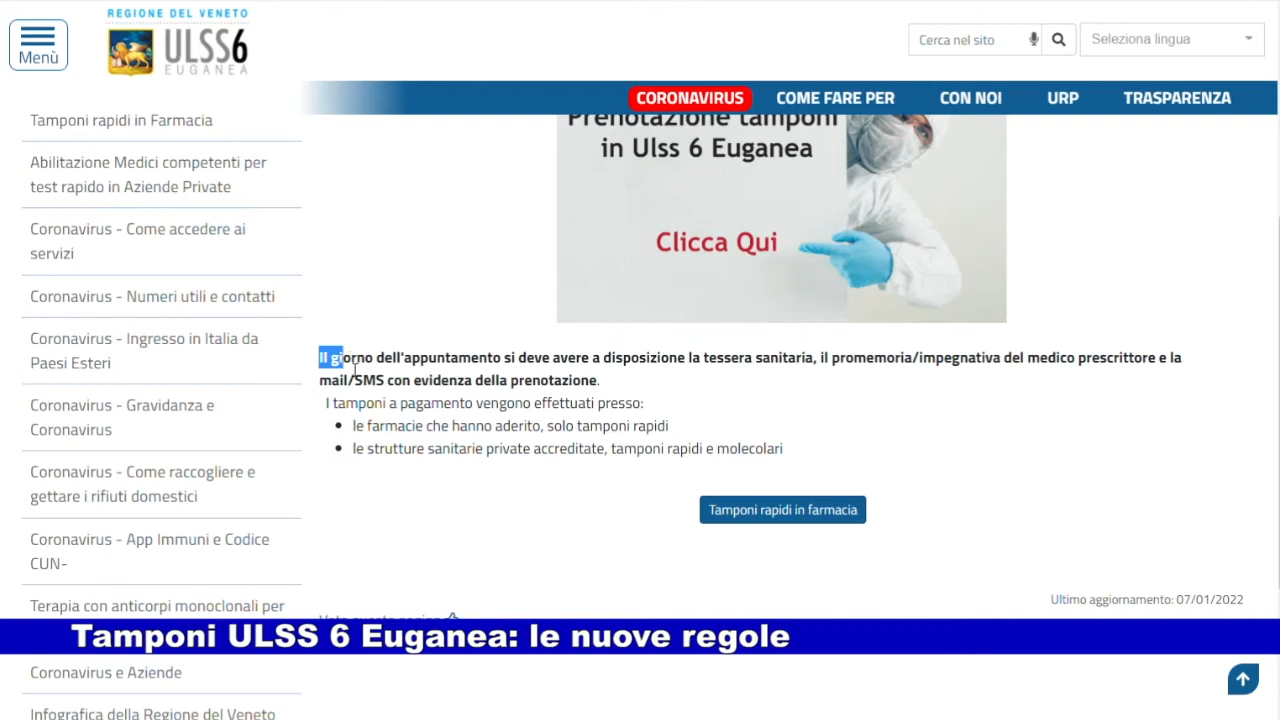 REGIONE DEL VENETO
ULSS6
EUGANEA
Menù
Cerca nel sito
Seleziona lingua
CORONAVIRUS
COME FARE PER
CON NOI
URP
TRASPARENZA
Tamponi rapidi in Farmacia
Abilitazione Medici competenti per
test rapido in Aziende Private
Coronavirus - Come accedere ai
servizi
Coronavirus - Numeri utili e contatti
Coronavirus - Ingresso in Italia da
Paesi Esteri
Coronavirus - Gravidanza e
Coronavirus
Coronavirus - Come raccogliere e
gettare i rifiuti domestici
Coronavirus - App Immuni e Codice
CUN-
Terapia con anticorpi monoclonali per
Coronavirus e Aziende
Infografica della Regione del Veneto
Prenotazione tamponi
in Ulss 6 Euganea
Clicca Qui
Il giorno dell'appuntamento si deve avere a disposizione la tessera sanitaria, il promemoria/impegnativa del medico prescrittore e la
mail/SMS con evidenza della prenotazione.
I tamponi a pagamento vengono effettuati presso:
• le farmacie che hanno aderito, solo tamponi rapidi
• le strutture sanitarie private accreditate, tamponi rapidi e molecolari
Tamponi rapidi in farmacia
Ultimo aggiornamento: 07/01/2022
Tamponi ULSS 6 Euganea: le nuove regole